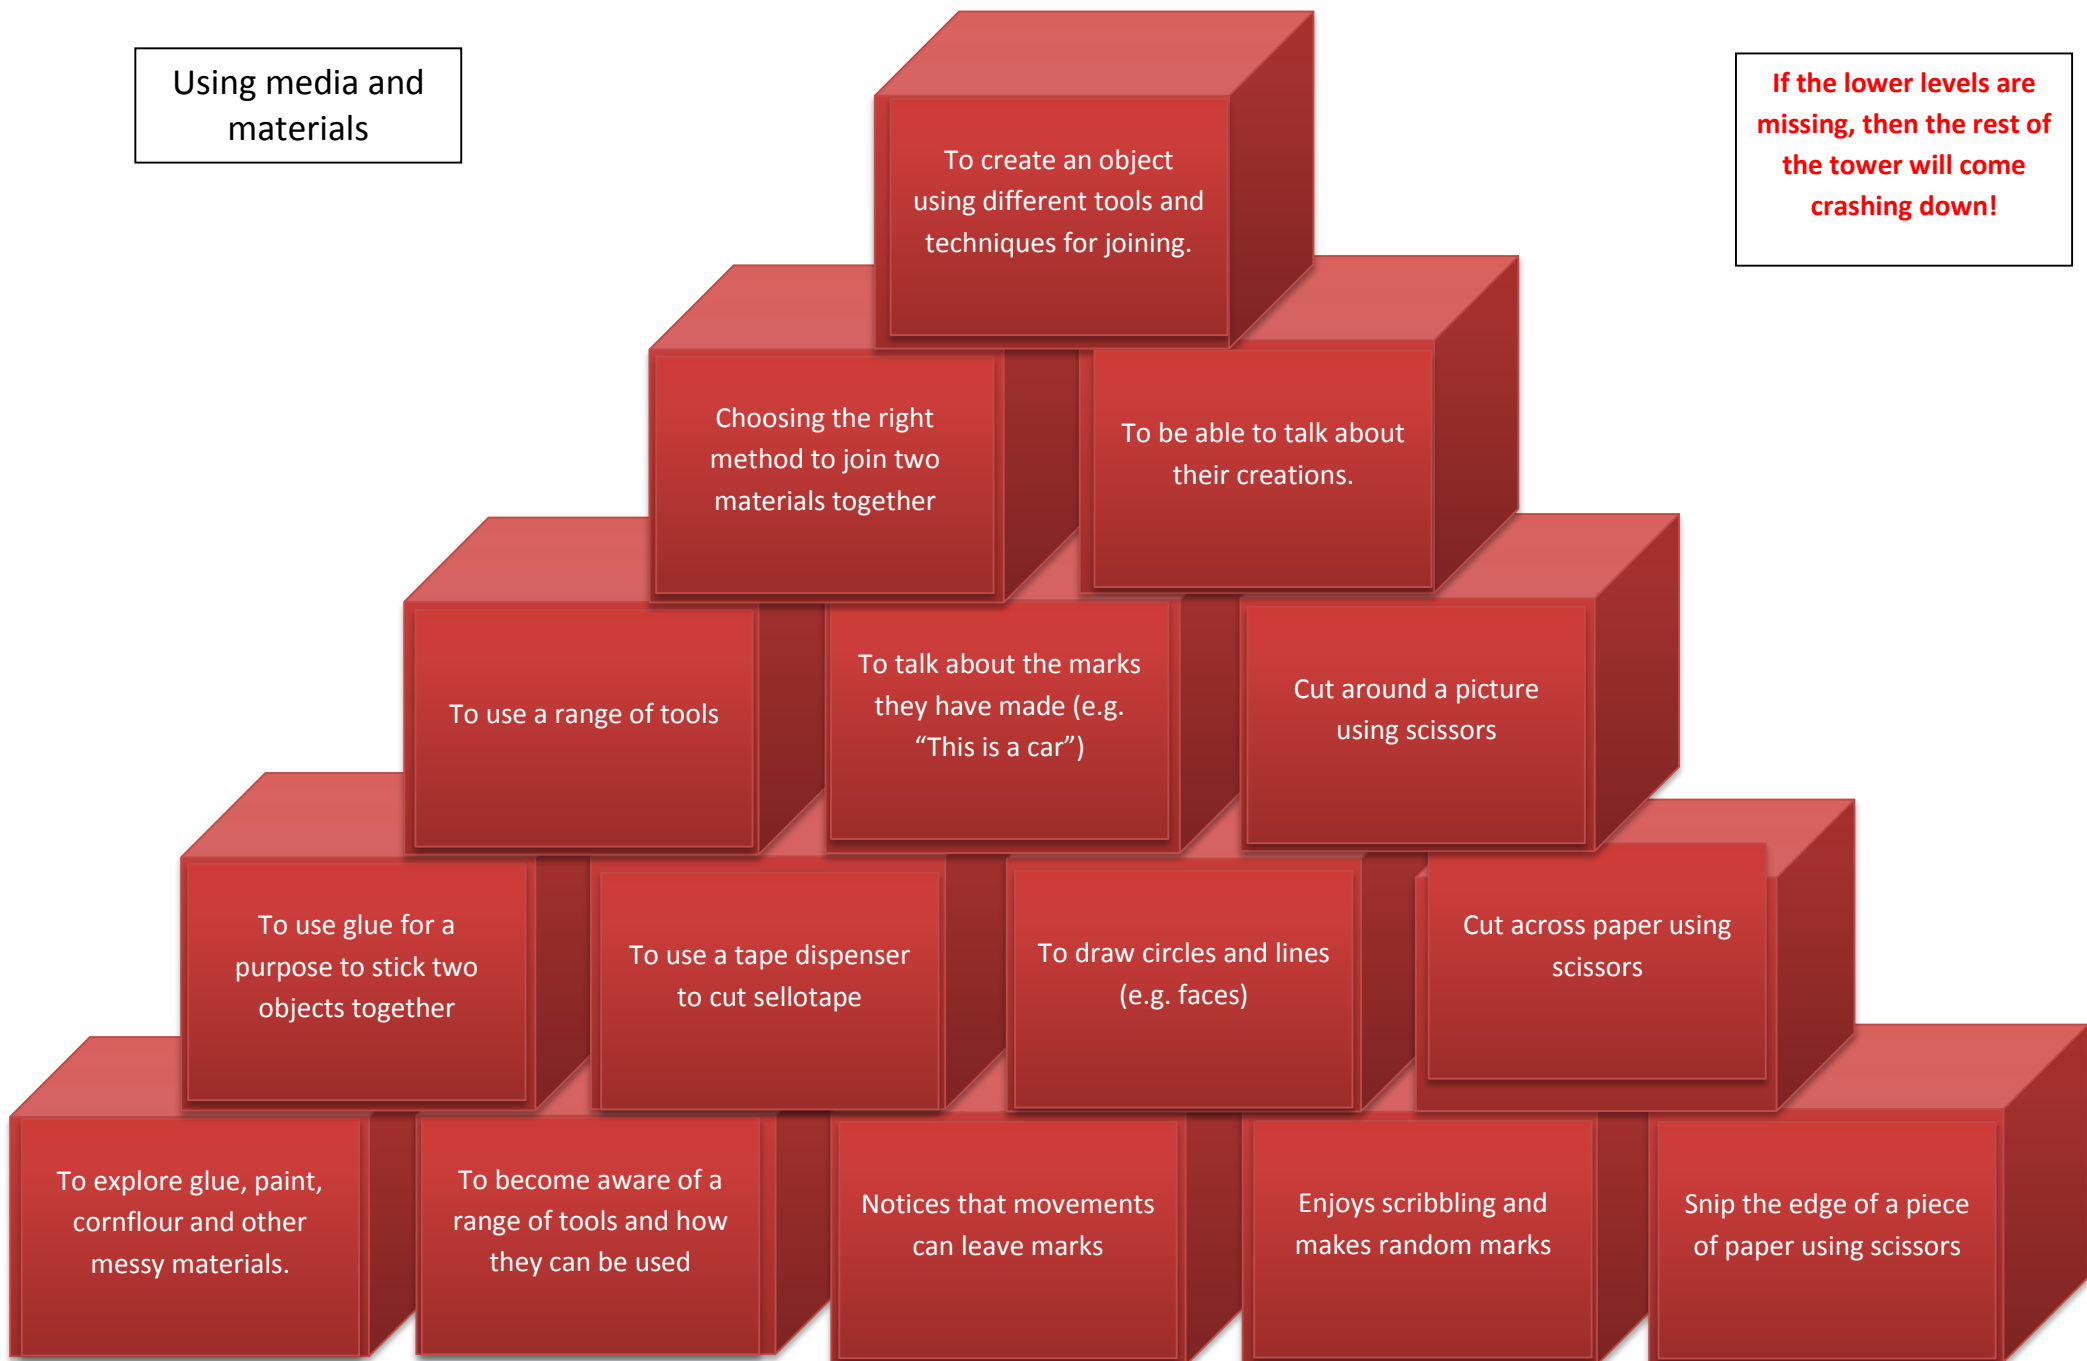 Using media and
materials
If the lower levels are
missing, then the rest of
the tower will come
crashing down!
To create an object
using different tools and
techniques for joining.
Choosing the right
method to join two
materials together
To be able to talk about
their creations.
To use a range of tools
To talk about the marks
they have made (e.g.
“This is a car”)
Cut around a picture
using scissors
To use glue for a
purpose to stick two
objects together
To use a tape dispenser
to cut sellotape
To draw circles and lines
(e.g. faces)
Cut across paper using
scissors
To explore glue, paint,
cornflour and other
messy materials.
To become aware of a
range of tools and how
they can be used
Notices that movements
can leave marks
Enjoys scribbling and
makes random marks
Snip the edge of a piece
of paper using scissors